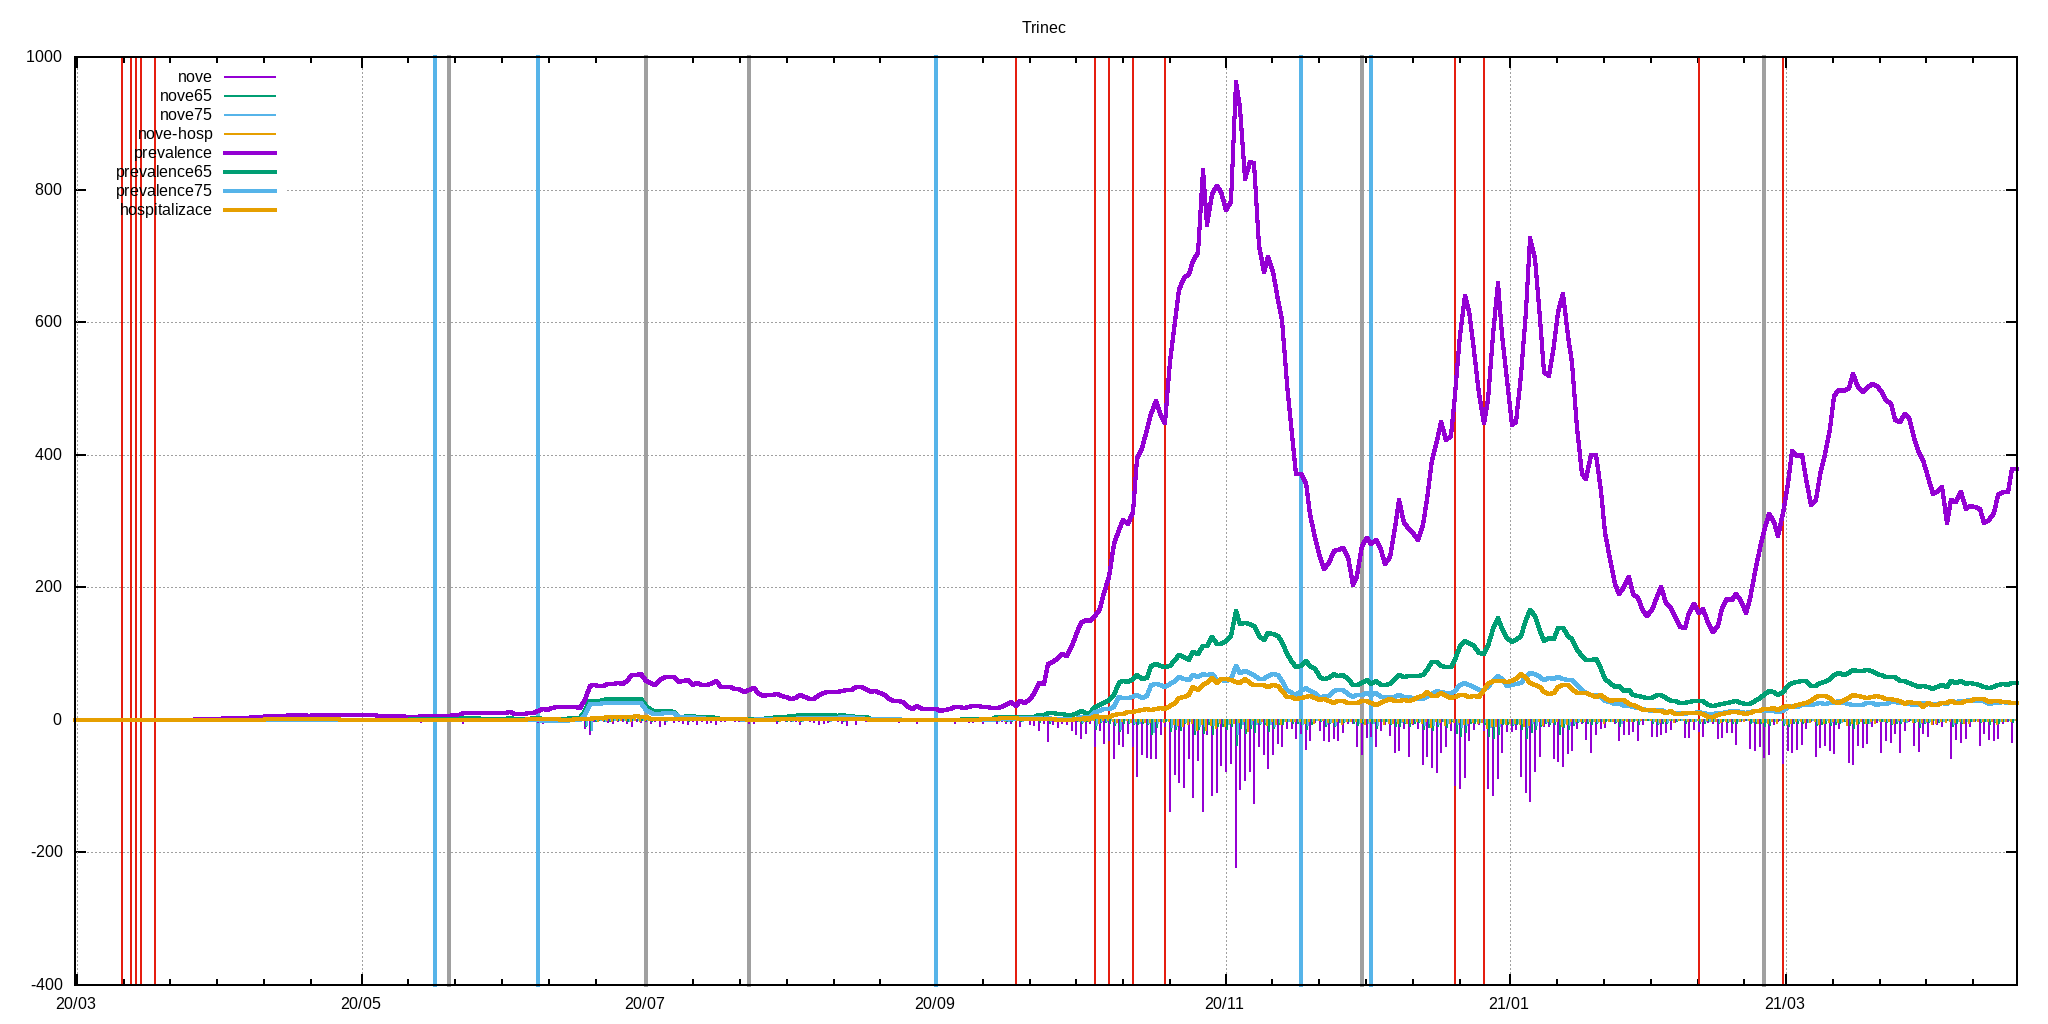 Trinec
1000
800
600
400
200
0
-200
-400
nove
nove65
nove75
nove-hosp
prevalence
prevalence65
prevalence75
hospitalizace
20/03
20/05
20/07
20/09
20/11
21/01
21/03